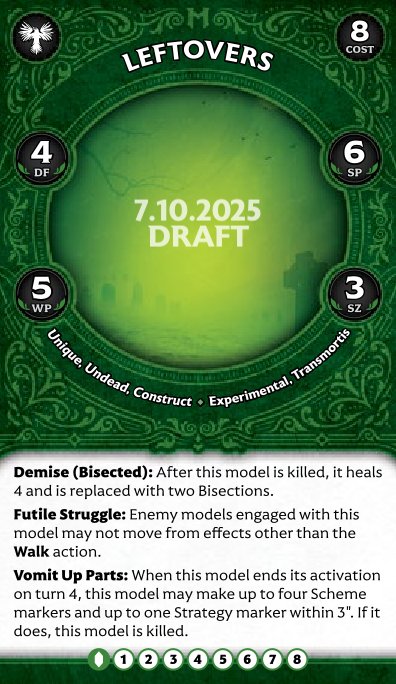 M
LEFTOVERS
8
COST
4
DF
6
SP
7.10.2025
DRAFT
5
WP
3
SZ
Unique, Undead, Construct • Experimental, Transmortis
Demise (Bisected): After this model is killed, it heals
4 and is replaced with two Bisections.
Futile Struggle: Enemy models engaged with this
model may not move from effects other than the
Walk action.
Vomit Up Parts: When this model ends its activation
on turn 4, this model may make up to four Scheme
markers and up to one Strategy marker within 3". If it
does, this model is killed.
1 2 3 4 5 6 7 8